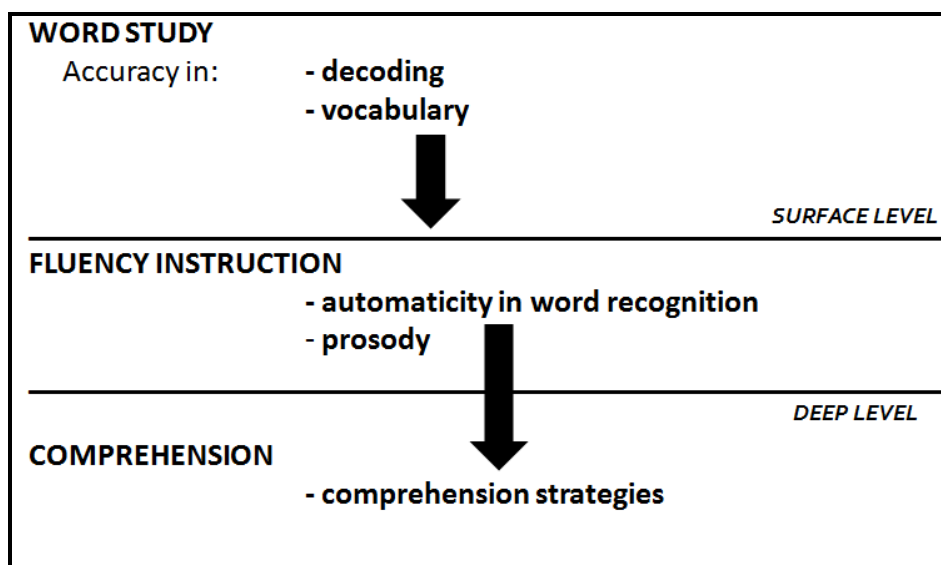 WORD STUDY
Accuracy in: - decoding
- vocabulary
SURFACE LEVEL
FLUENCY INSTRUCTION
- automaticity in word recognition
- prosody
DEEP LEVEL
COMPREHENSION
- comprehension strategies